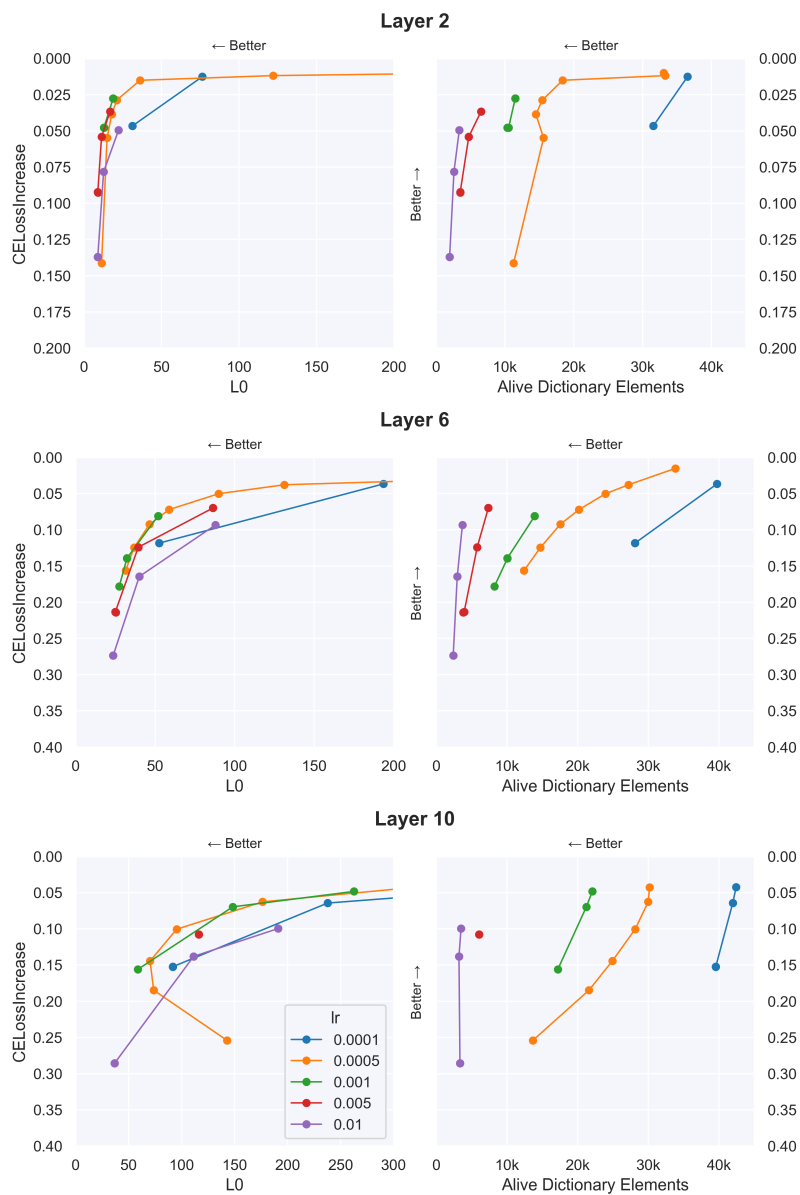 Layer 2
← Better
← Better
0.000
0.025
0.050
0.075
0.100
0.125
0.150
0.175
0.200
CELossIncrease
0 50 100 150 200
L0
Better →
0 10k 20k 30k 40k
Alive Dictionary Elements
0.000
0.025
0.050
0.075
0.100
0.125
0.150
0.175
0.200
Layer 6
← Better
← Better
0.00
0.05
0.10
0.15
0.20
0.25
0.30
0.35
0.40
CELossIncrease
0 50 100 150 200
L0
Better →
0 10k 20k 30k 40k
Alive Dictionary Elements
0.00
0.05
0.10
0.15
0.20
0.25
0.30
0.35
0.40
Layer 10
← Better
← Better
0.00
0.05
0.10
0.15
0.20
0.25
0.30
0.35
0.40
CELossIncrease
lr
0.0001
0.0005
0.001
0.005
0.01
0 50 100 150 200 250 300
L0
Better →
0 10k 20k 30k 40k
Alive Dictionary Elements
0.00
0.05
0.10
0.15
0.20
0.25
0.30
0.35
0.40